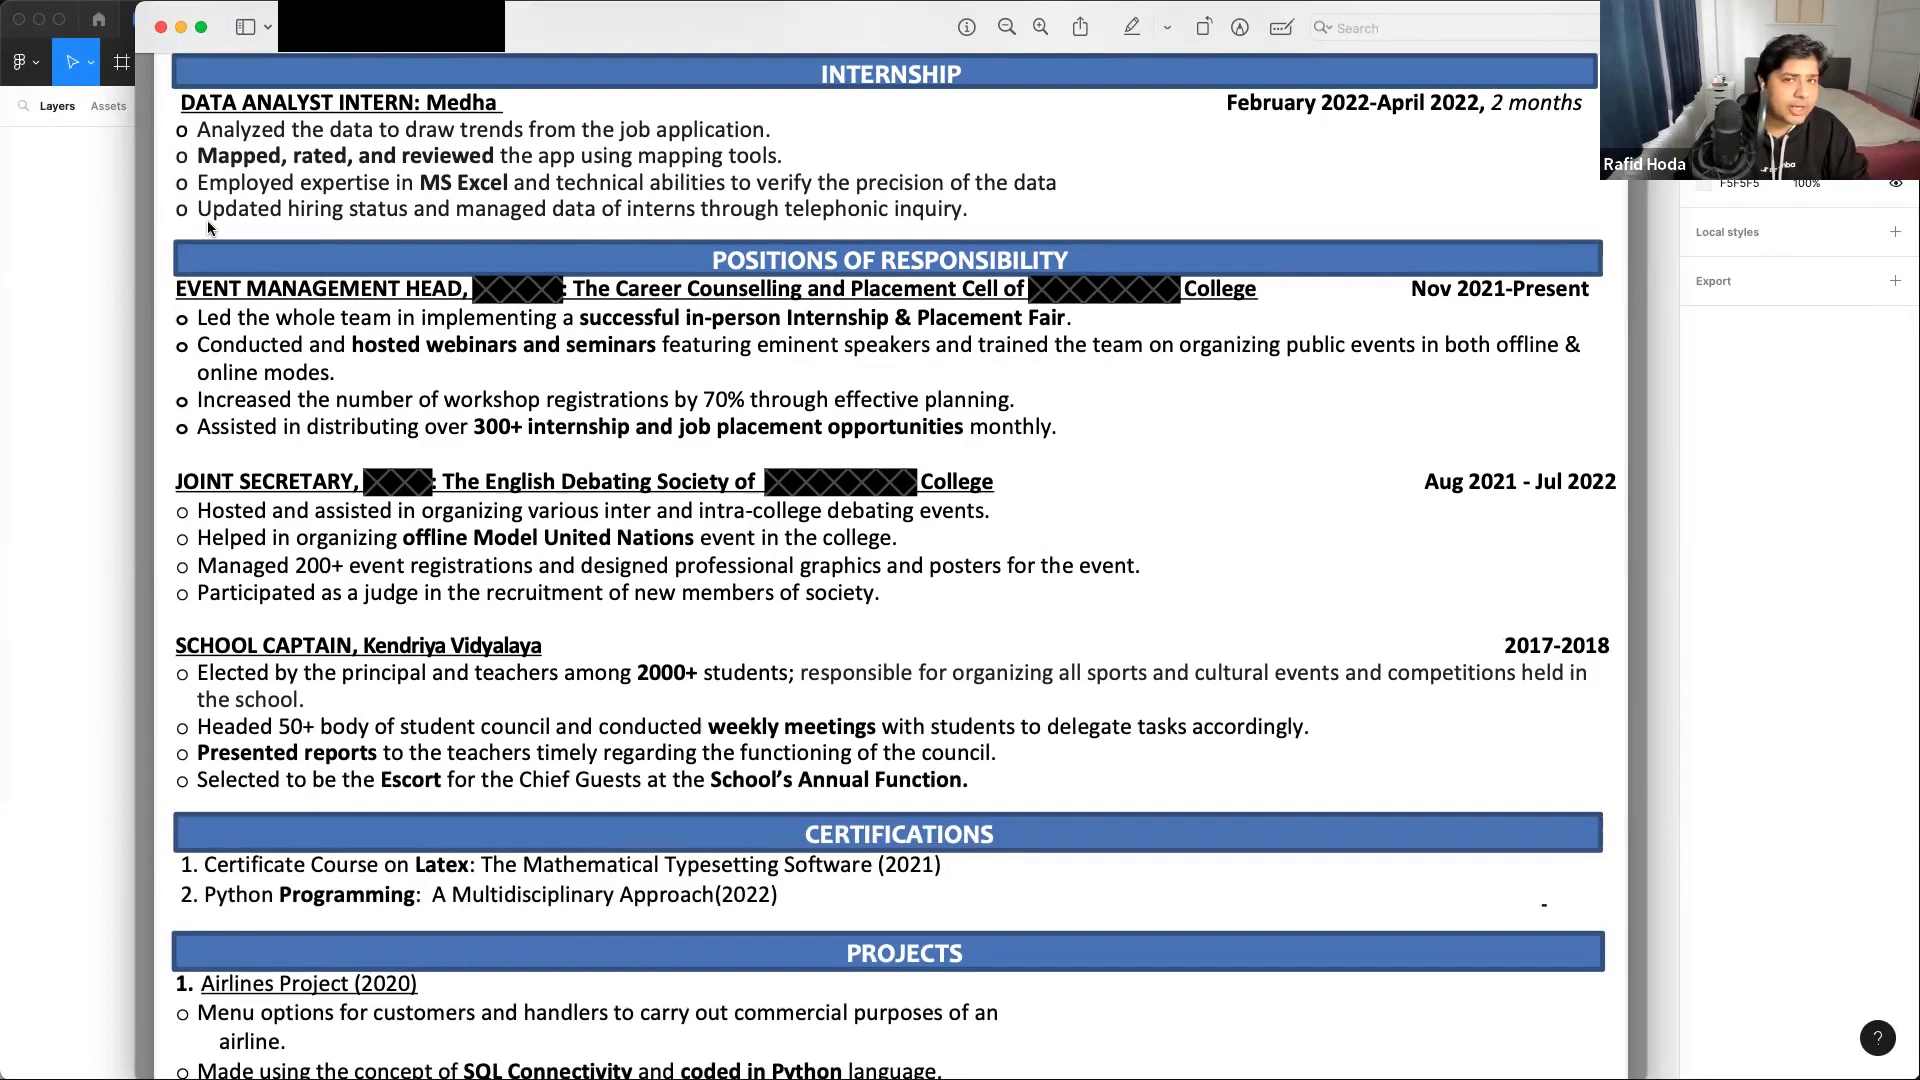 Search
Layers
Assets
Rafid Hoda
F5F5F5 100%
Local styles
Export
INTERNSHIP
DATA ANALYST INTERN: Medha February 2022-April 2022, 2 months
o Analyzed the data to draw trends from the job application.
o Mapped, rated, and reviewed the app using mapping tools.
o Employed expertise in MS Excel and technical abilities to verify the precision of the data
o Updated hiring status and managed data of interns through telephonic inquiry.
POSITIONS OF RESPONSIBILITY
EVENT MANAGEMENT HEAD, : The Career Counselling and Placement Cell of College Nov 2021-Present
o Led the whole team in implementing a successful in-person Internship & Placement Fair.
o Conducted and hosted webinars and seminars featuring eminent speakers and trained the team on organizing public events in both offline &
online modes.
o Increased the number of workshop registrations by 70% through effective planning.
o Assisted in distributing over 300+ internship and job placement opportunities monthly.
JOINT SECRETARY, : The English Debating Society of College Aug 2021 - Jul 2022
o Hosted and assisted in organizing various inter and intra-college debating events.
o Helped in organizing offline Model United Nations event in the college.
o Managed 200+ event registrations and designed professional graphics and posters for the event.
o Participated as a judge in the recruitment of new members of society.
SCHOOL CAPTAIN, Kendriya Vidyalaya 2017-2018
o Elected by the principal and teachers among 2000+ students; responsible for organizing all sports and cultural events and competitions held in
the school.
o Headed 50+ body of student council and conducted weekly meetings with students to delegate tasks accordingly.
o Presented reports to the teachers timely regarding the functioning of the council.
o Selected to be the Escort for the Chief Guests at the School's Annual Function.
CERTIFICATIONS
1. Certificate Course on Latex: The Mathematical Typesetting Software (2021)
2. Python Programming: A Multidisciplinary Approach(2022)
-
PROJECTS
1. Airlines Project (2020)
o Menu options for customers and handlers to carry out commercial purposes of an
airline.
o Made using the concept of SQL Connectivity and coded in Python language.
?